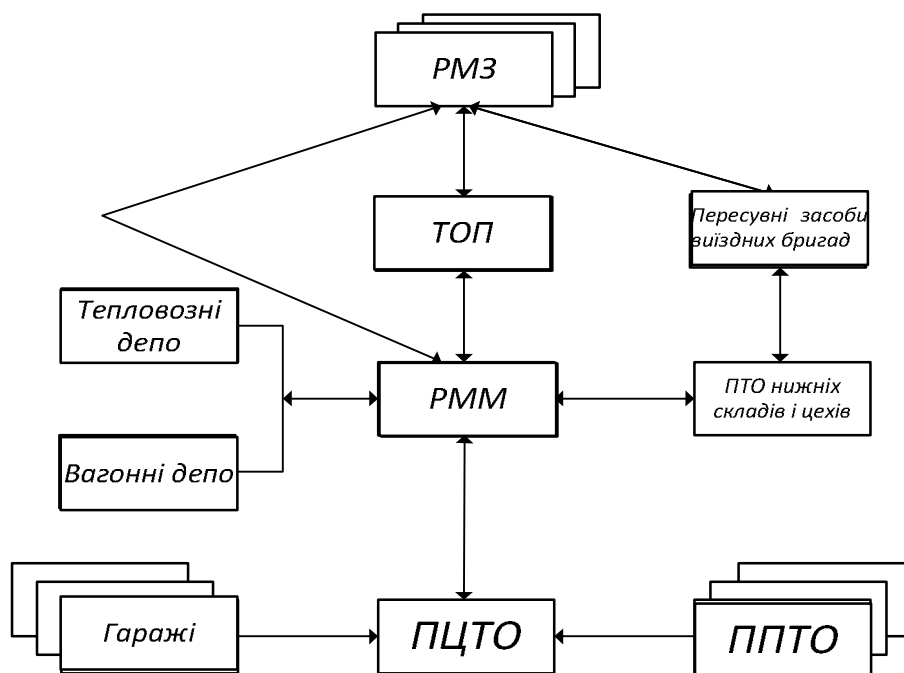 РМЗ
ТОП
Пересувні засоби
виїздних бригад
Тепловозні
депо
РММ
ПТО нижніх
складів і цехів
Вагонні депо
Гаражі
ПЦТО
ППТО